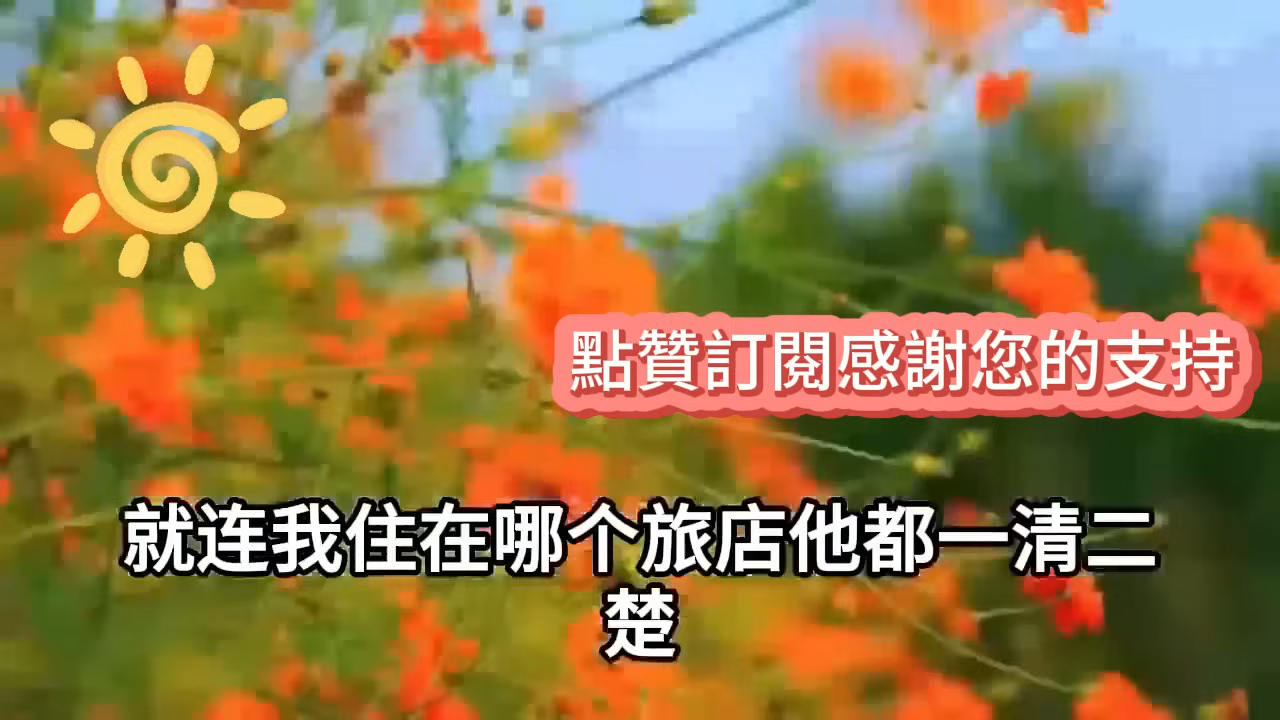 點贊訂閱感謝您的支持
就连我住在哪个旅店他都一清二
楚